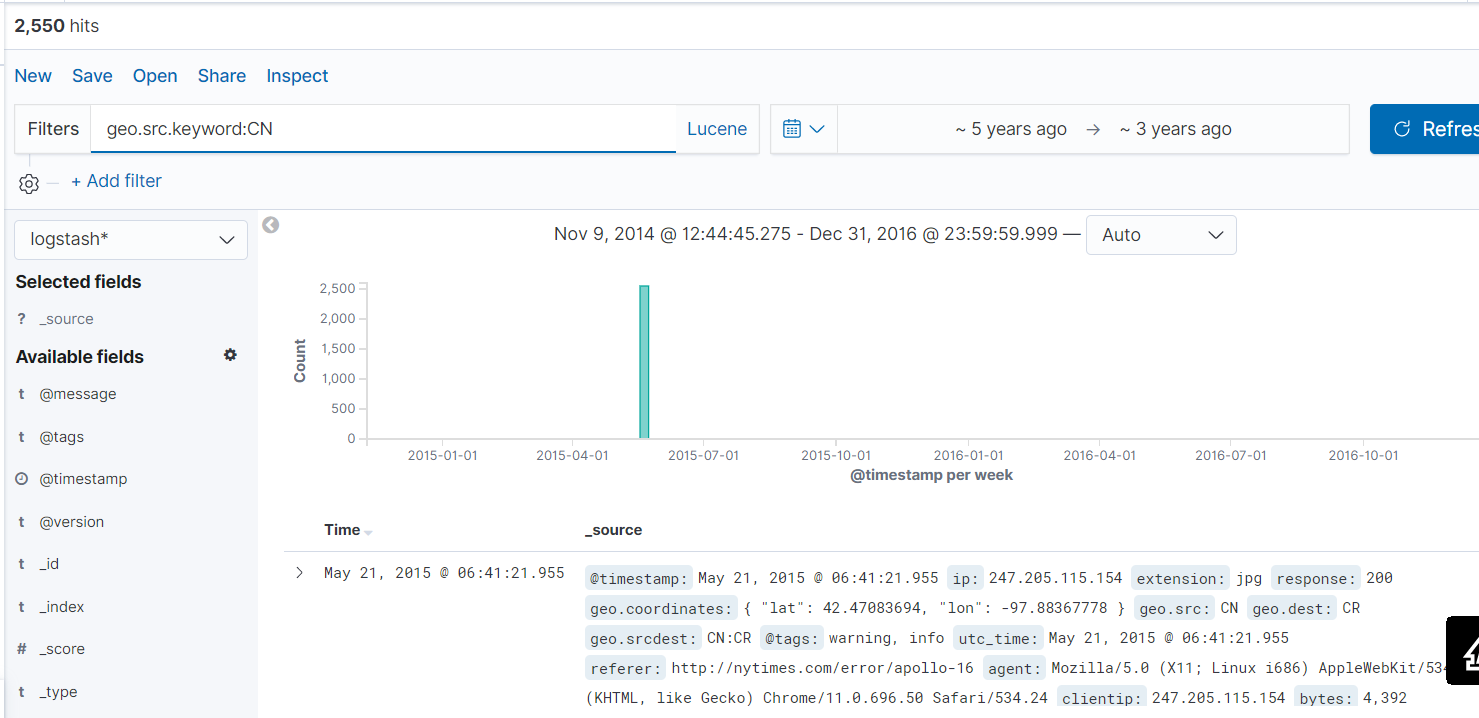 2,550 hits
New Save Open Share Inspect
Filters geo.src.keyword:CN Lucene ~ 5 years ago → ~ 3 years ago
+ Add filter
logstash*
Nov 9, 2014 @ 12:44:45.275 - Dec 31, 2016 @ 23:59:59.999 — Auto
Selected fields
? _source
Available fields
t @message
t @tags
@timestamp
t @version
t _id
t _index
# _score
t _type
Count
2,500
2,000
1,500
1,000
500
0
2015-01-01 2015-04-01 2015-07-01 2015-10-01 2016-01-01 2016-04-01 2016-07-01 2016-10-01
@timestamp per week
Time _source
May 21, 2015 @ 06:41:21.955
@timestamp: May 21, 2015 @ 06:41:21.955 ip: 247.205.115.154 extension: jpg response: 200
geo.coordinates: { "lat": 42.47083694, "lon": -97.88367778 } geo.src: CN geo.dest: CR
geo.srcdest: CN:CR @tags: warning, info utc_time: May 21, 2015 @ 06:41:21.955
referer: http://nytimes.com/error/apollo-16 agent: Mozilla/5.0 (X11; Linux i686) AppleWebKit/534
(KHTML, like Gecko) Chrome/11.0.696.50 Safari/534.24 clientip: 247.205.115.154 bytes: 4,392